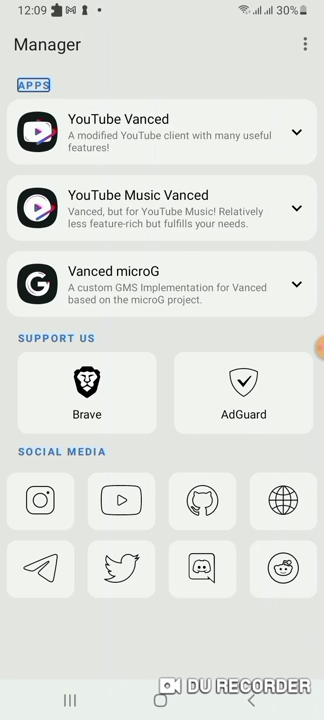 12:09 30%
Manager
APPS
YouTube Vanced
A modified YouTube client with many useful
features!
YouTube Music Vanced
Vanced, but for YouTube Music! Relatively
less feature-rich but fulfills your needs.
Vanced microG
A custom GMS Implementation for Vanced
based on the microG project.
SUPPORT US
Brave AdGuard
SOCIAL MEDIA
DU RECORDER